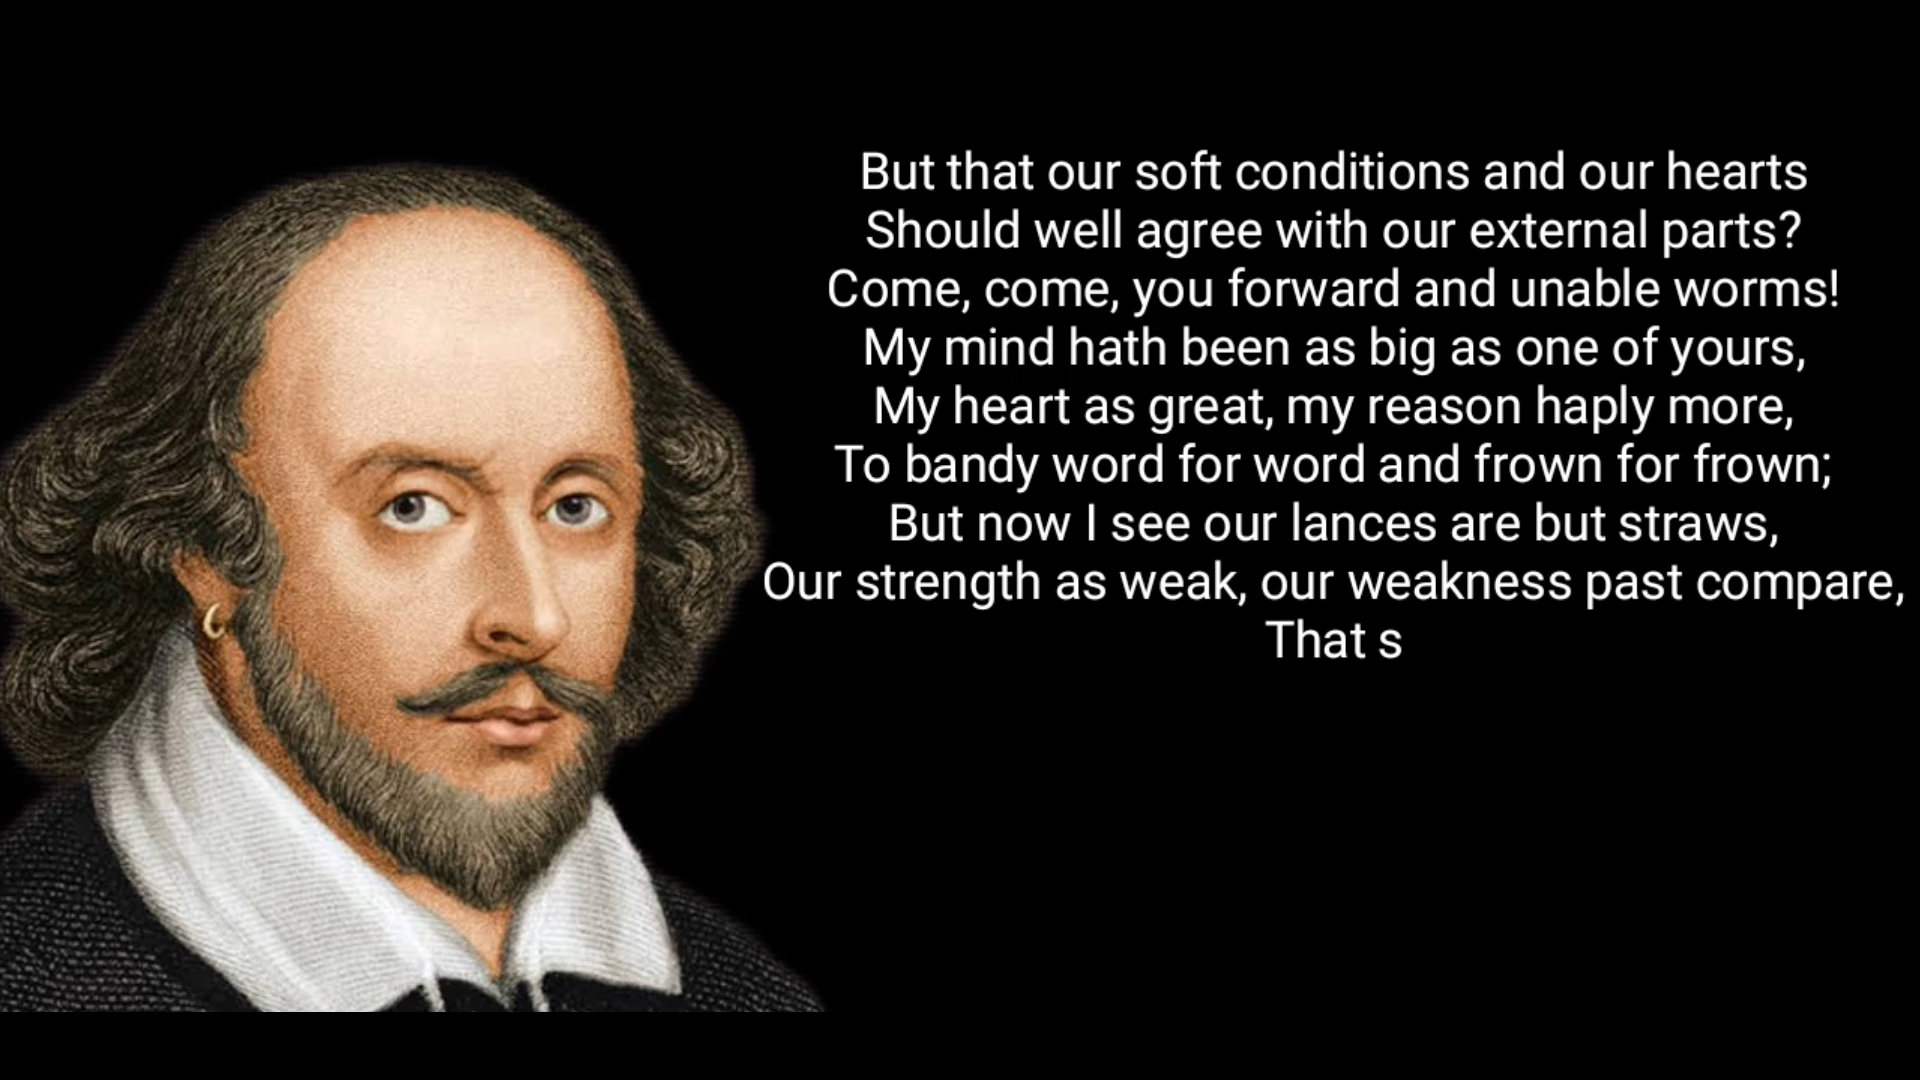 But that our soft conditions and our hearts
Should well agree with our external parts?
Come, come, you forward and unable worms!
My mind hath been as big as one of yours,
My heart as great, my reason haply more,
To bandy word for word and frown for frown;
But now I see our lances are but straws,
Our strength as weak, our weakness past compare,
That s